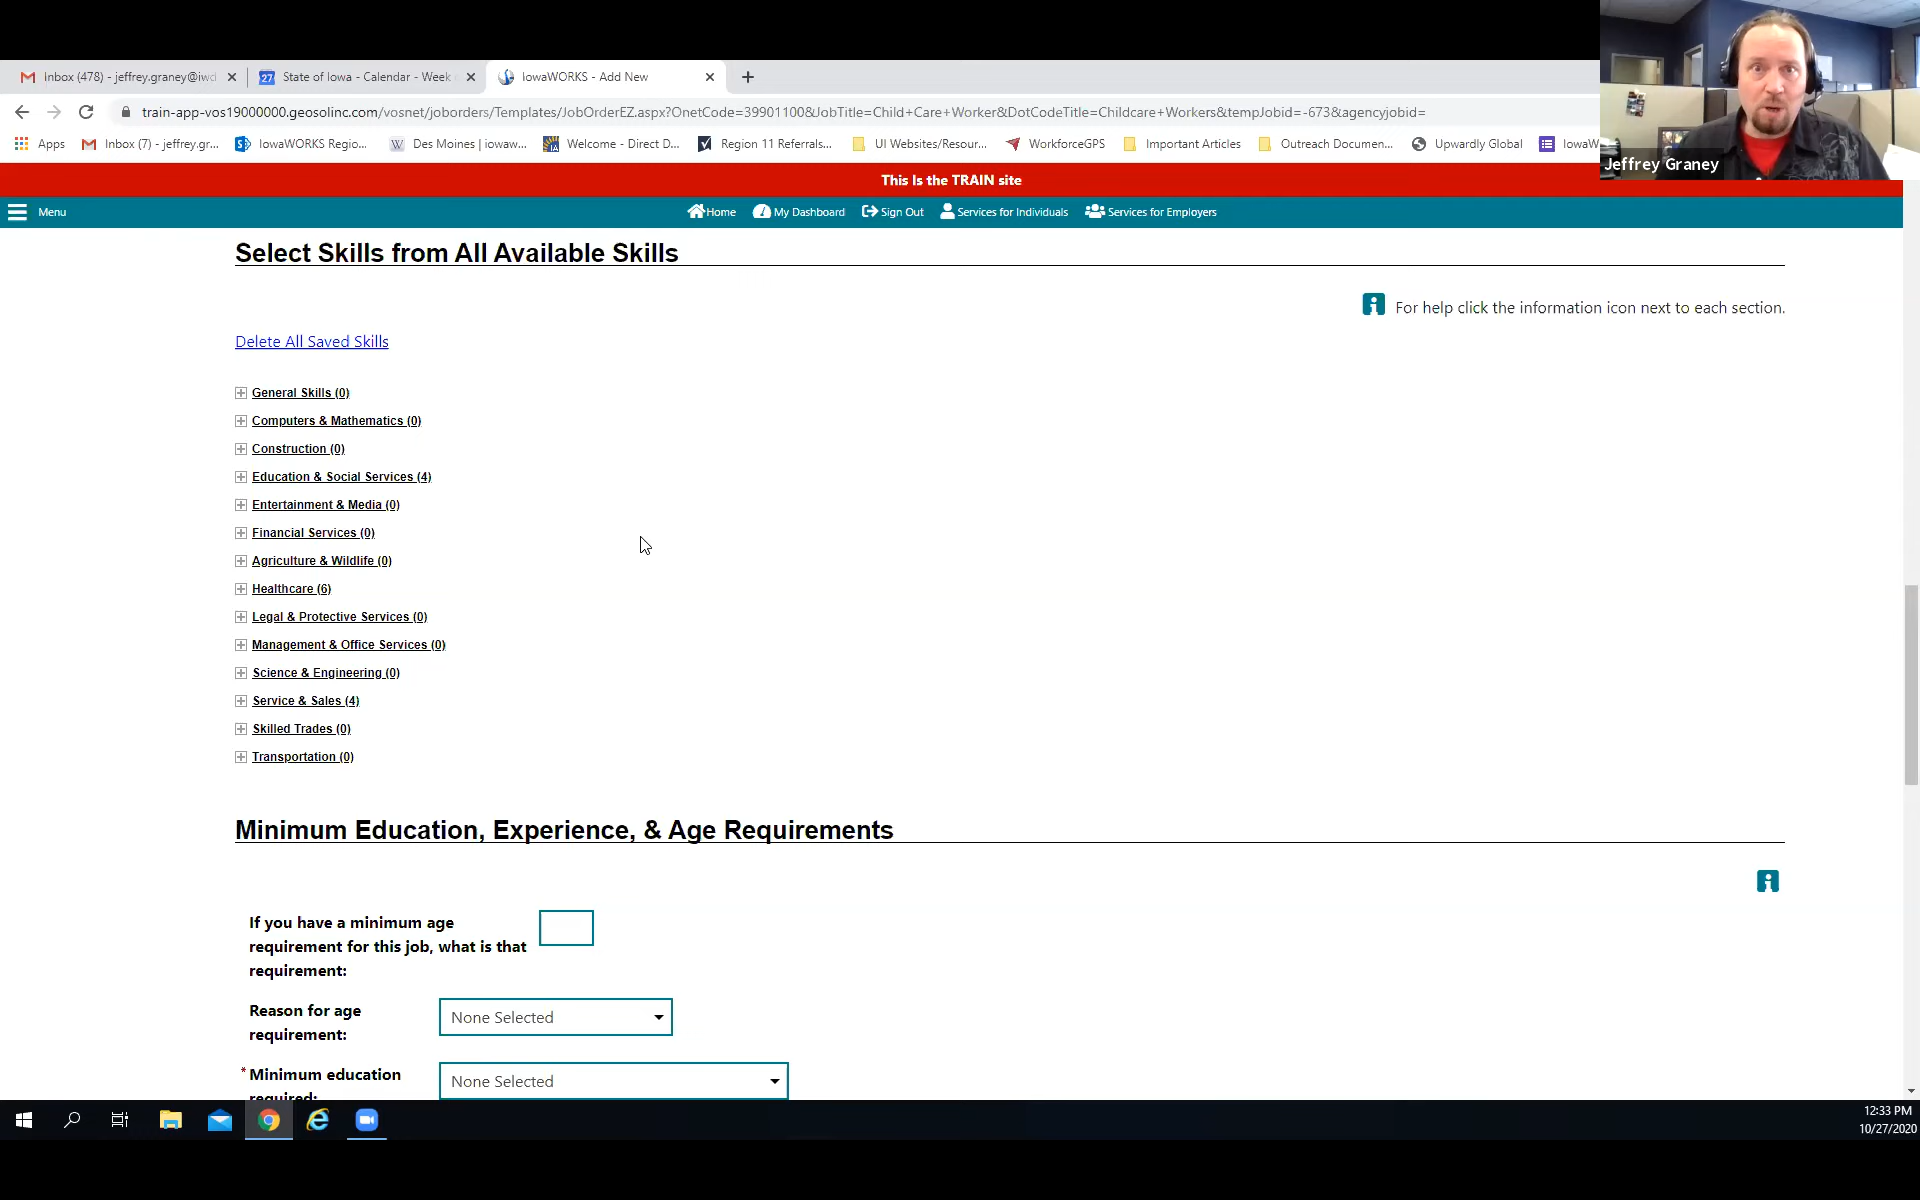 Inbox (478) - jeffrey.graney@iwd
State of Iowa - Calendar - Week
IowaWORKS - Add New
train-app-vos19000000.geosolinc.com/vosnet/joborders/Templates/JobOrderEZ.aspx?OnetCode=39901100&JobTitle=Child+Care+Worker&DotCodeTitle=Childcare+Workers&tempJobid=-673&agencyjobid=
Apps
Inbox (7) - jeffrey.gr...
IowaWORKS Regio...
Des Moines | iowaw...
Welcome - Direct D...
Region 11 Referrals...
UI Websites/Resour...
WorkforceGPS
Important Articles
Outreach Documen...
Upwardly Global
IowaW
Jeffrey Graney
This Is the TRAIN site
Menu
Home
My Dashboard
Sign Out
Services for Individuals
Services for Employers
Select Skills from All Available Skills
For help click the information icon next to each section.
Delete All Saved Skills
General Skills (0)
Computers & Mathematics (0)
Construction (0)
Education & Social Services (4)
Entertainment & Media (0)
Financial Services (0)
Agriculture & Wildlife (0)
Healthcare (6)
Legal & Protective Services (0)
Management & Office Services (0)
Science & Engineering (0)
Service & Sales (4)
Skilled Trades (0)
Transportation (0)
Minimum Education, Experience, & Age Requirements
If you have a minimum age
requirement for this job, what is that
requirement:
Reason for age
requirement:
None Selected
* Minimum education
required:
None Selected
12:33 PM
10/27/2020